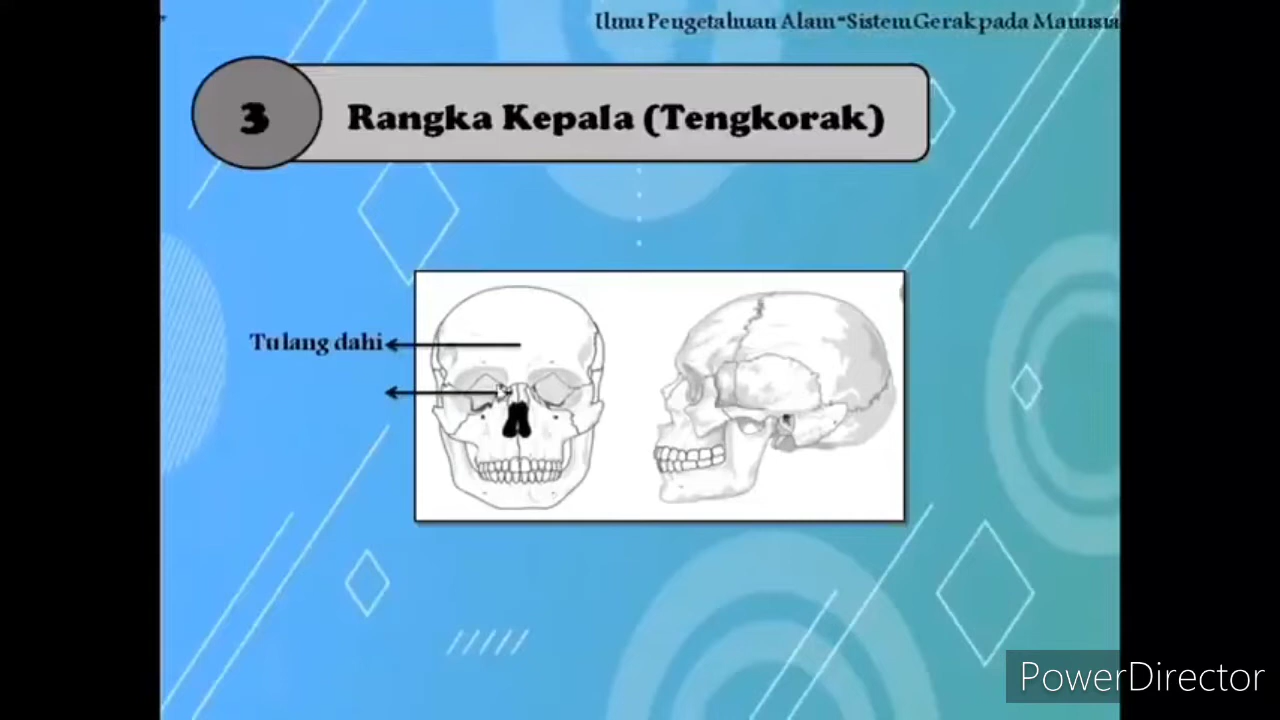 Ilmu Pengetahuan Alam "Sistem Gerak pada Manusia
3
Rangka Kepala (Tengkorak)
Tulang dahi
PowerDirector